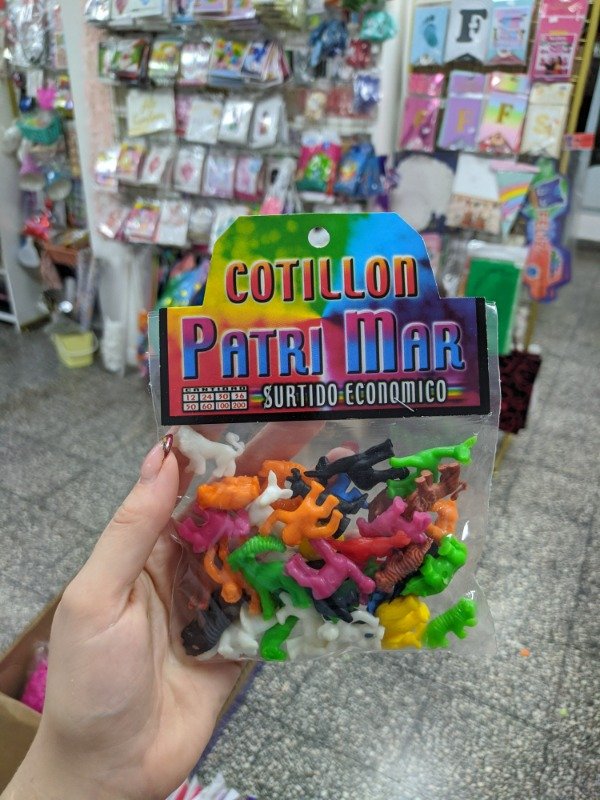 COTILLON
PATRI MAR
CANTIDAD
12 24 30 36
50 60 100 200
SURTIDO ECONOMICO
F
F
F
S